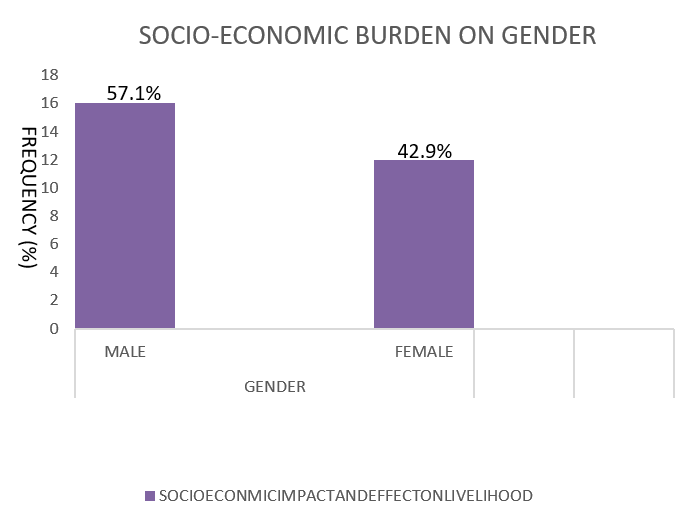 SOCIO-ECONOMIC BURDEN ON GENDER
FREQUENCY (%)
18
16
14
12
10
8
6
4
2
0
57.1%
42.9%
MALE
FEMALE
GENDER
SOCIOECONMICIMPACTANDEFFECTONLIVELIHOOD